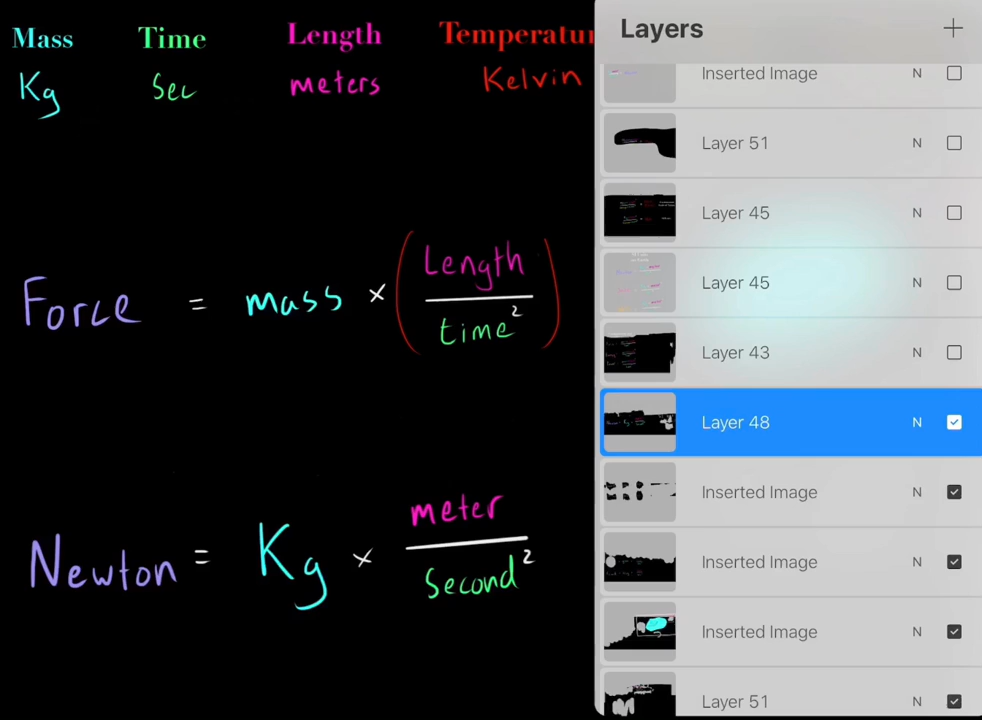 Mass Time Length Temperatur
Kg Sec meters Kelvin
Force = mass × ( Length / time² )
Newton = Kg × meter / Second²
Layers +
Inserted Image N
Layer 51 N
Layer 45 N
Layer 45 N
Layer 43 N
Layer 48 N
Inserted Image N
Inserted Image N
Inserted Image N
Layer 51 N